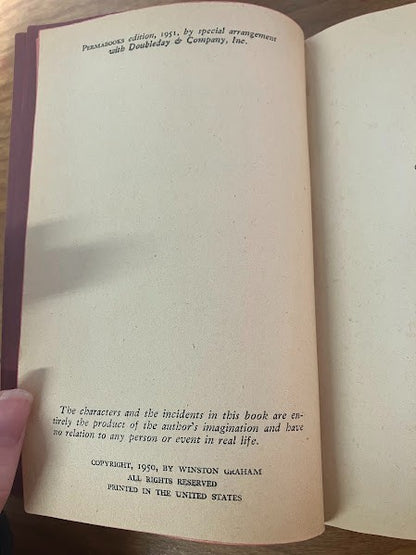 PERMABOOKS edition, 1951, by special arrangement
with Doubleday & Company, Inc.
The characters and the incidents in this book are en-
tirely the product of the author's imagination and have
no relation to any person or event in real life.
COPYRIGHT, 1950, BY WINSTON GRAHAM
ALL RIGHTS RESERVED
PRINTED IN THE UNITED STATES